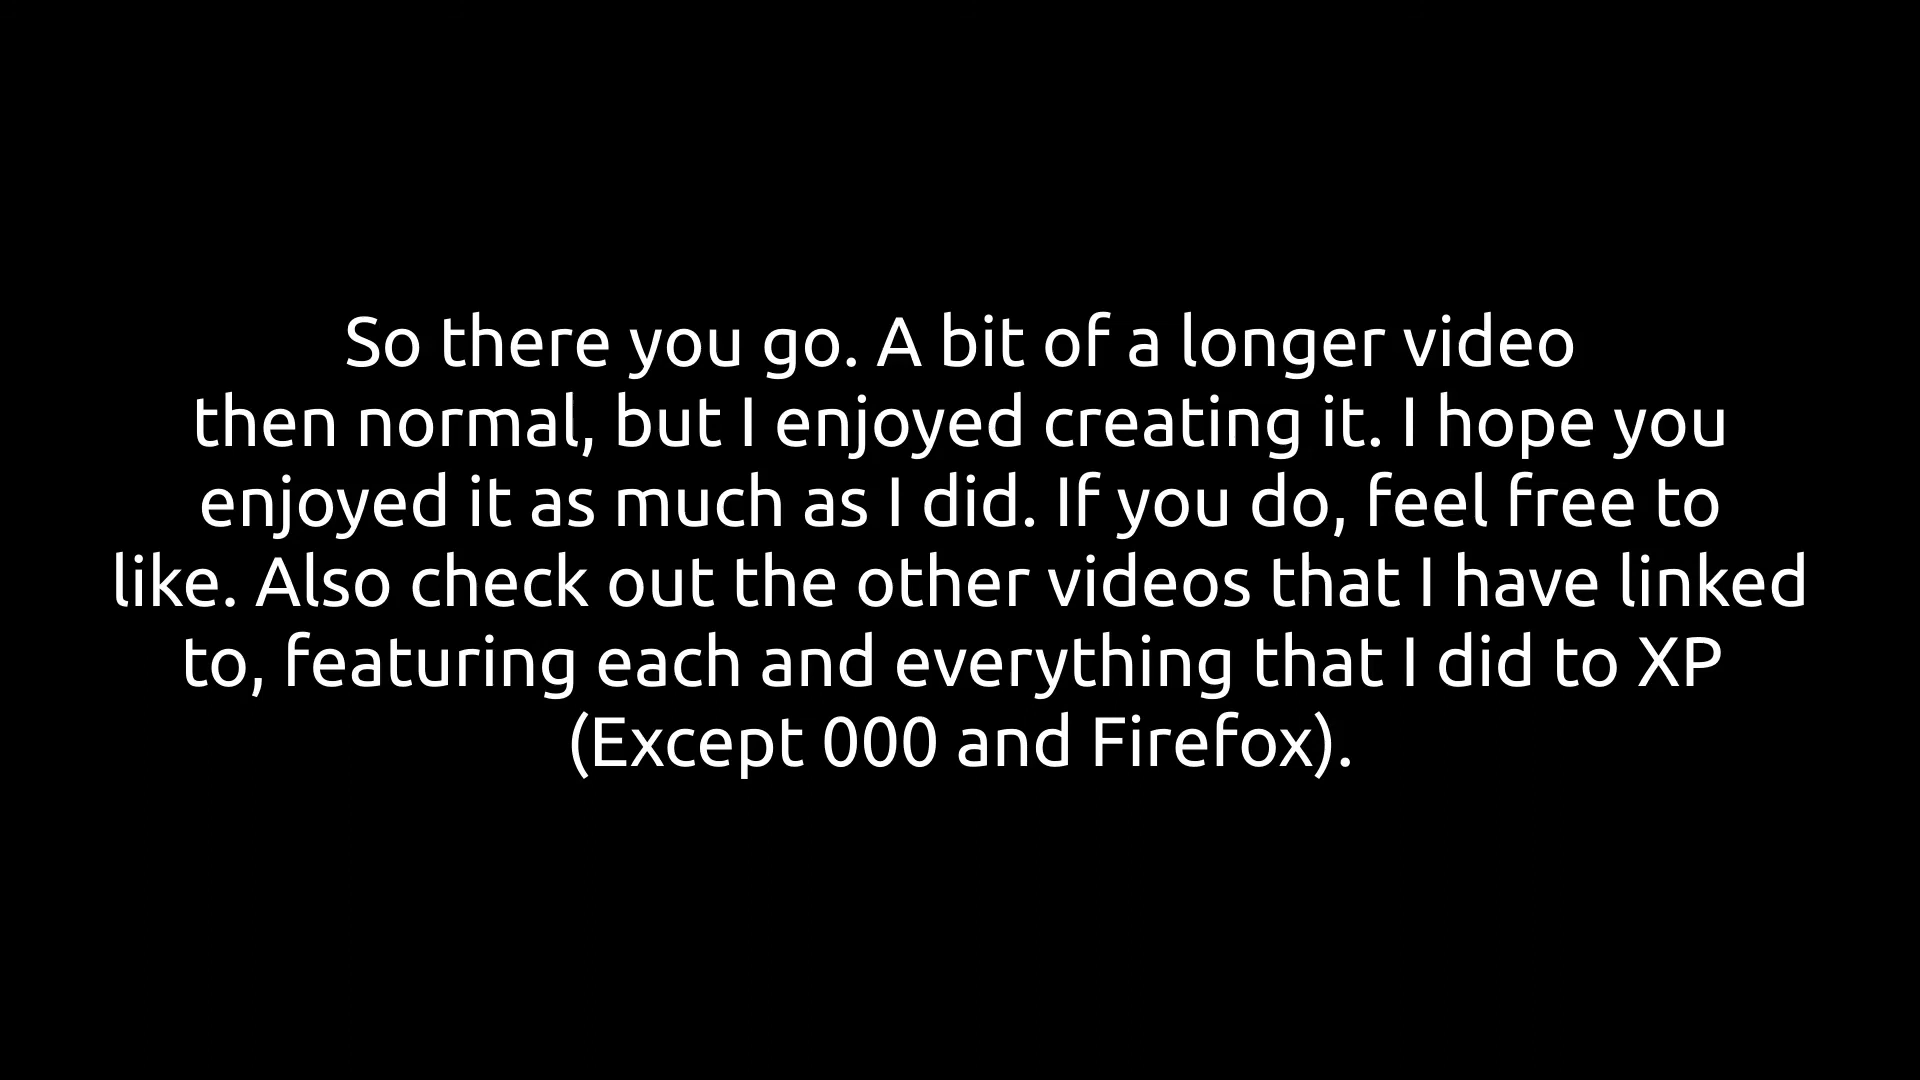 So there you go. A bit of a longer video
then normal, but I enjoyed creating it. I hope you
enjoyed it as much as I did. If you do, feel free to
like. Also check out the other videos that I have linked
to, featuring each and everything that I did to XP
(Except 000 and Firefox).